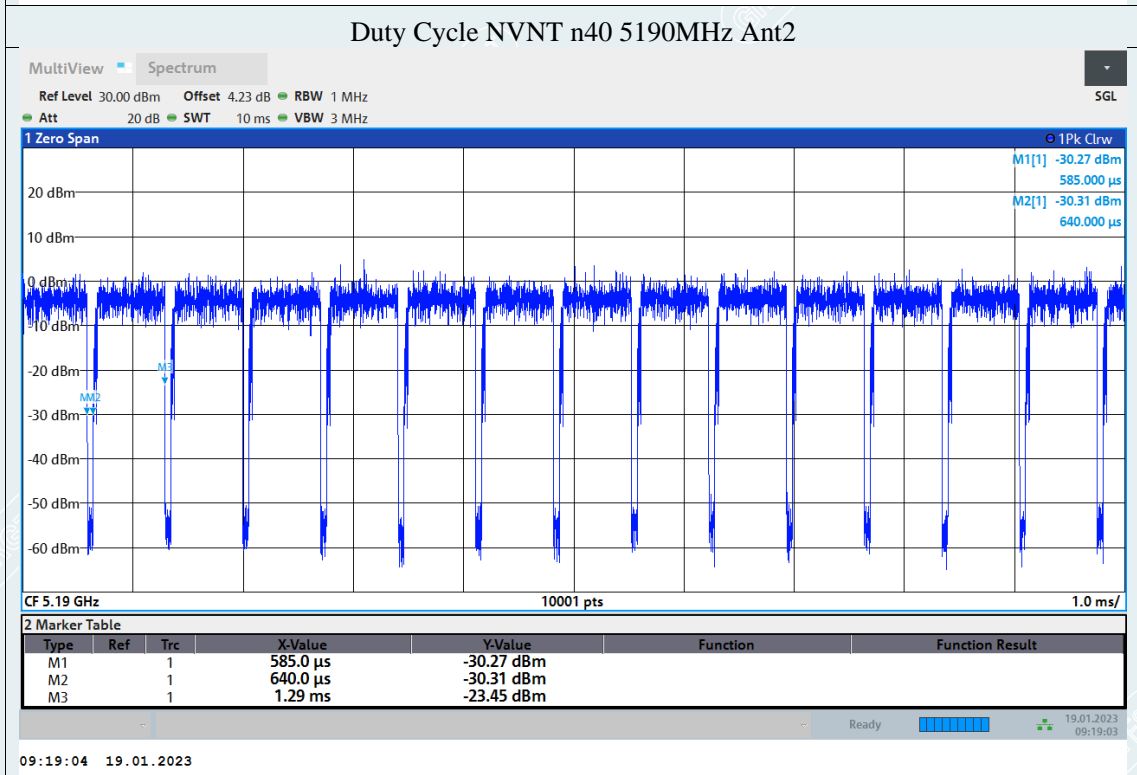 Duty Cycle NVNT n40 5190MHz Ant2
MultiView Spectrum
Ref Level 30.00 dBm Offset 4.23 dB RBW 1 MHz SGL
Att 20 dB SWT 10 ms VBW 3 MHz
1 Zero Span 1Pk Clrw
M1[1] -30.27 dBm
585.000 µs
20 dBm
M2[1] -30.31 dBm
640.000 µs
10 dBm
0 dBm
-10 dBm
M3
-20 dBm
MM2
-30 dBm
-40 dBm
-50 dBm
-60 dBm
CF 5.19 GHz 10001 pts 1.0 ms/
2 Marker Table
Type Ref Trc X-Value Y-Value Function Function Result
M1 1 585.0 µs -30.27 dBm
M2 1 640.0 µs -30.31 dBm
M3 1 1.29 ms -23.45 dBm
Ready 19.01.2023
09:19:03
09:19:04 19.01.2023